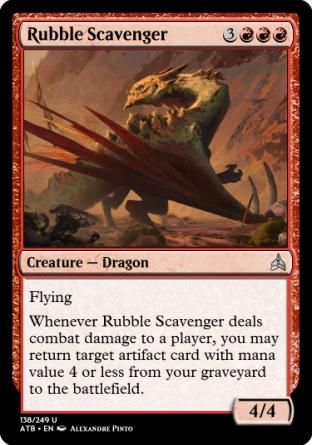 Rubble Scavenger 3
Creature — Dragon
Flying
Whenever Rubble Scavenger deals
combat damage to a player, you may
return target artifact card with mana
value 4 or less from your graveyard
to the battlefield.
4/4
138/249 U
ATB • EN Alexandre Pinto